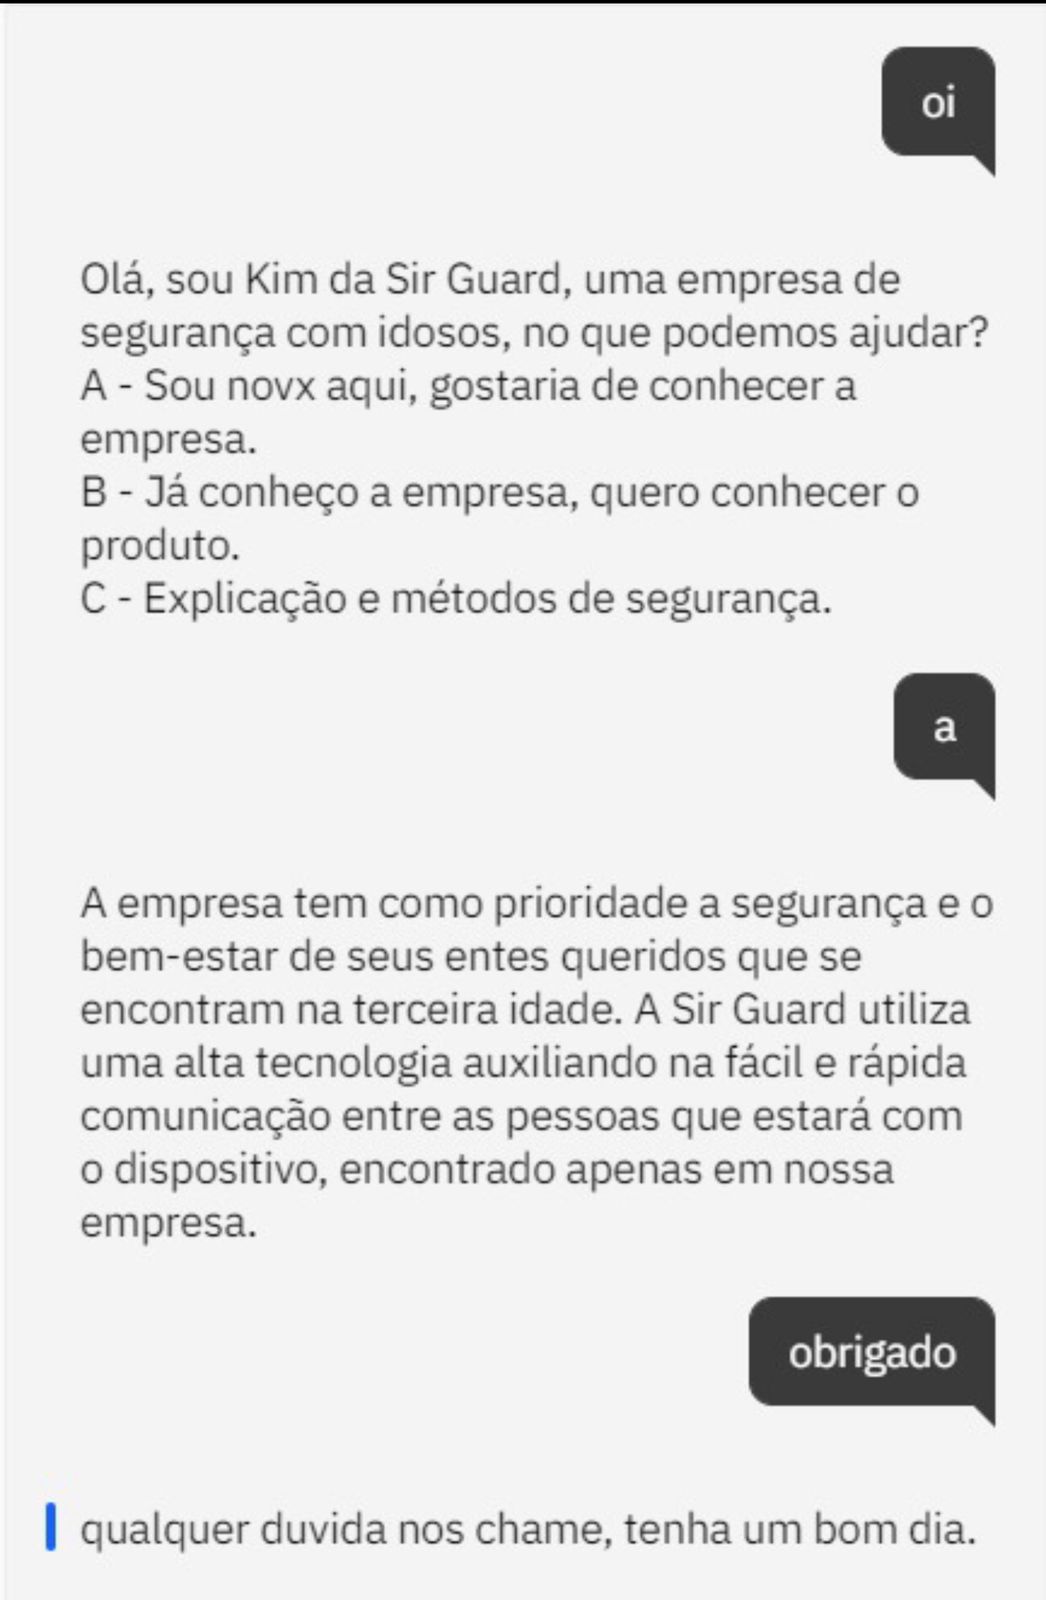 oi
Olá, sou Kim da Sir Guard, uma empresa de
segurança com idosos, no que podemos ajudar?
A - Sou novx aqui, gostaria de conhecer a
empresa.
B - Já conheço a empresa, quero conhecer o
produto.
C - Explicação e métodos de segurança.
a
A empresa tem como prioridade a segurança e o
bem-estar de seus entes queridos que se
encontram na terceira idade. A Sir Guard utiliza
uma alta tecnologia auxiliando na fácil e rápida
comunicação entre as pessoas que estará com
o dispositivo, encontrado apenas em nossa
empresa.
obrigado
qualquer duvida nos chame, tenha um bom dia.